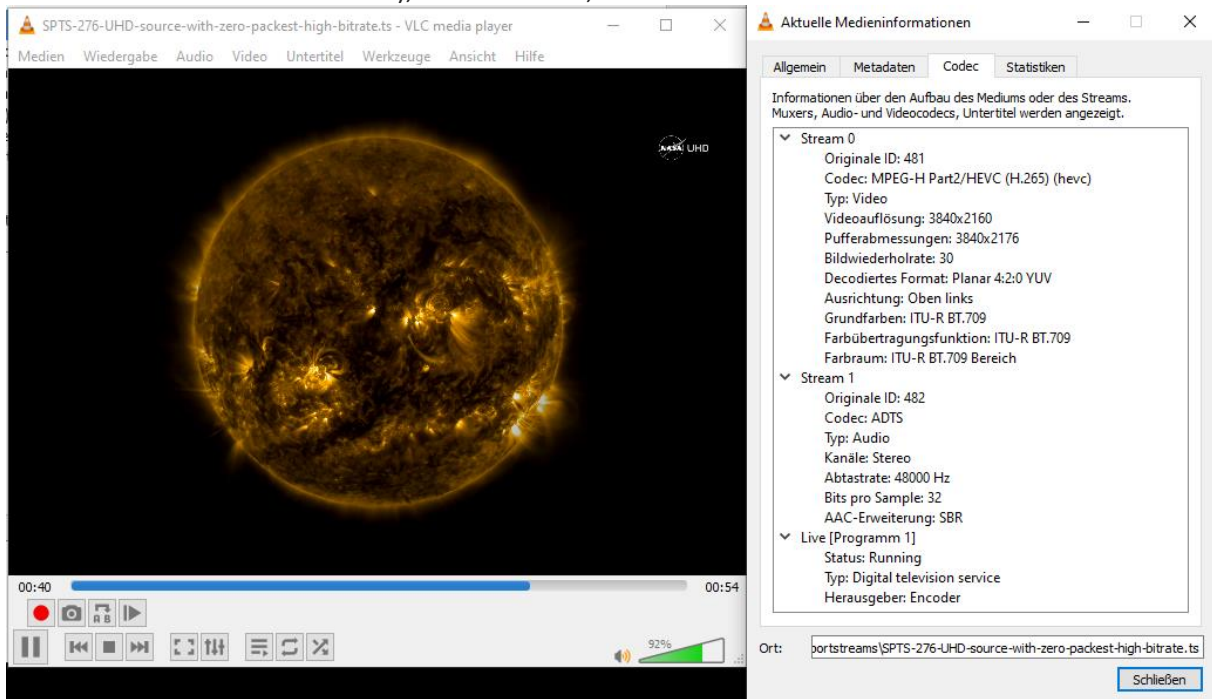 SPTS-276-UHD-source-with-zero-packest-high-bitrate.ts - VLC media player
Medien Wiedergabe Audio Video Untertitel Werkzeuge Ansicht Hilfe
NASA UHD
00:40 00:54
A B
92%
Aktuelle Medieninformationen
Allgemein Metadaten Codec Statistiken
Informationen über den Aufbau des Mediums oder des Streams.
Muxers, Audio- und Videocodecs, Untertitel werden angezeigt.
Stream 0
Originale ID: 481
Codec: MPEG-H Part2/HEVC (H.265) (hevc)
Typ: Video
Videoauflösung: 3840x2160
Pufferabmessungen: 3840x2176
Bildwiederholrate: 30
Decodiertes Format: Planar 4:2:0 YUV
Ausrichtung: Oben links
Grundfarben: ITU-R BT.709
Farbübertragungsfunktion: ITU-R BT.709
Farbraum: ITU-R BT.709 Bereich
Stream 1
Originale ID: 482
Codec: ADTS
Typ: Audio
Kanäle: Stereo
Abtastrate: 48000 Hz
Bits pro Sample: 32
AAC-Erweiterung: SBR
Live [Programm 1]
Status: Running
Typ: Digital television service
Herausgeber: Encoder
Ort: portstreams\SPTS-276-UHD-source-with-zero-packest-high-bitrate.ts
Schließen